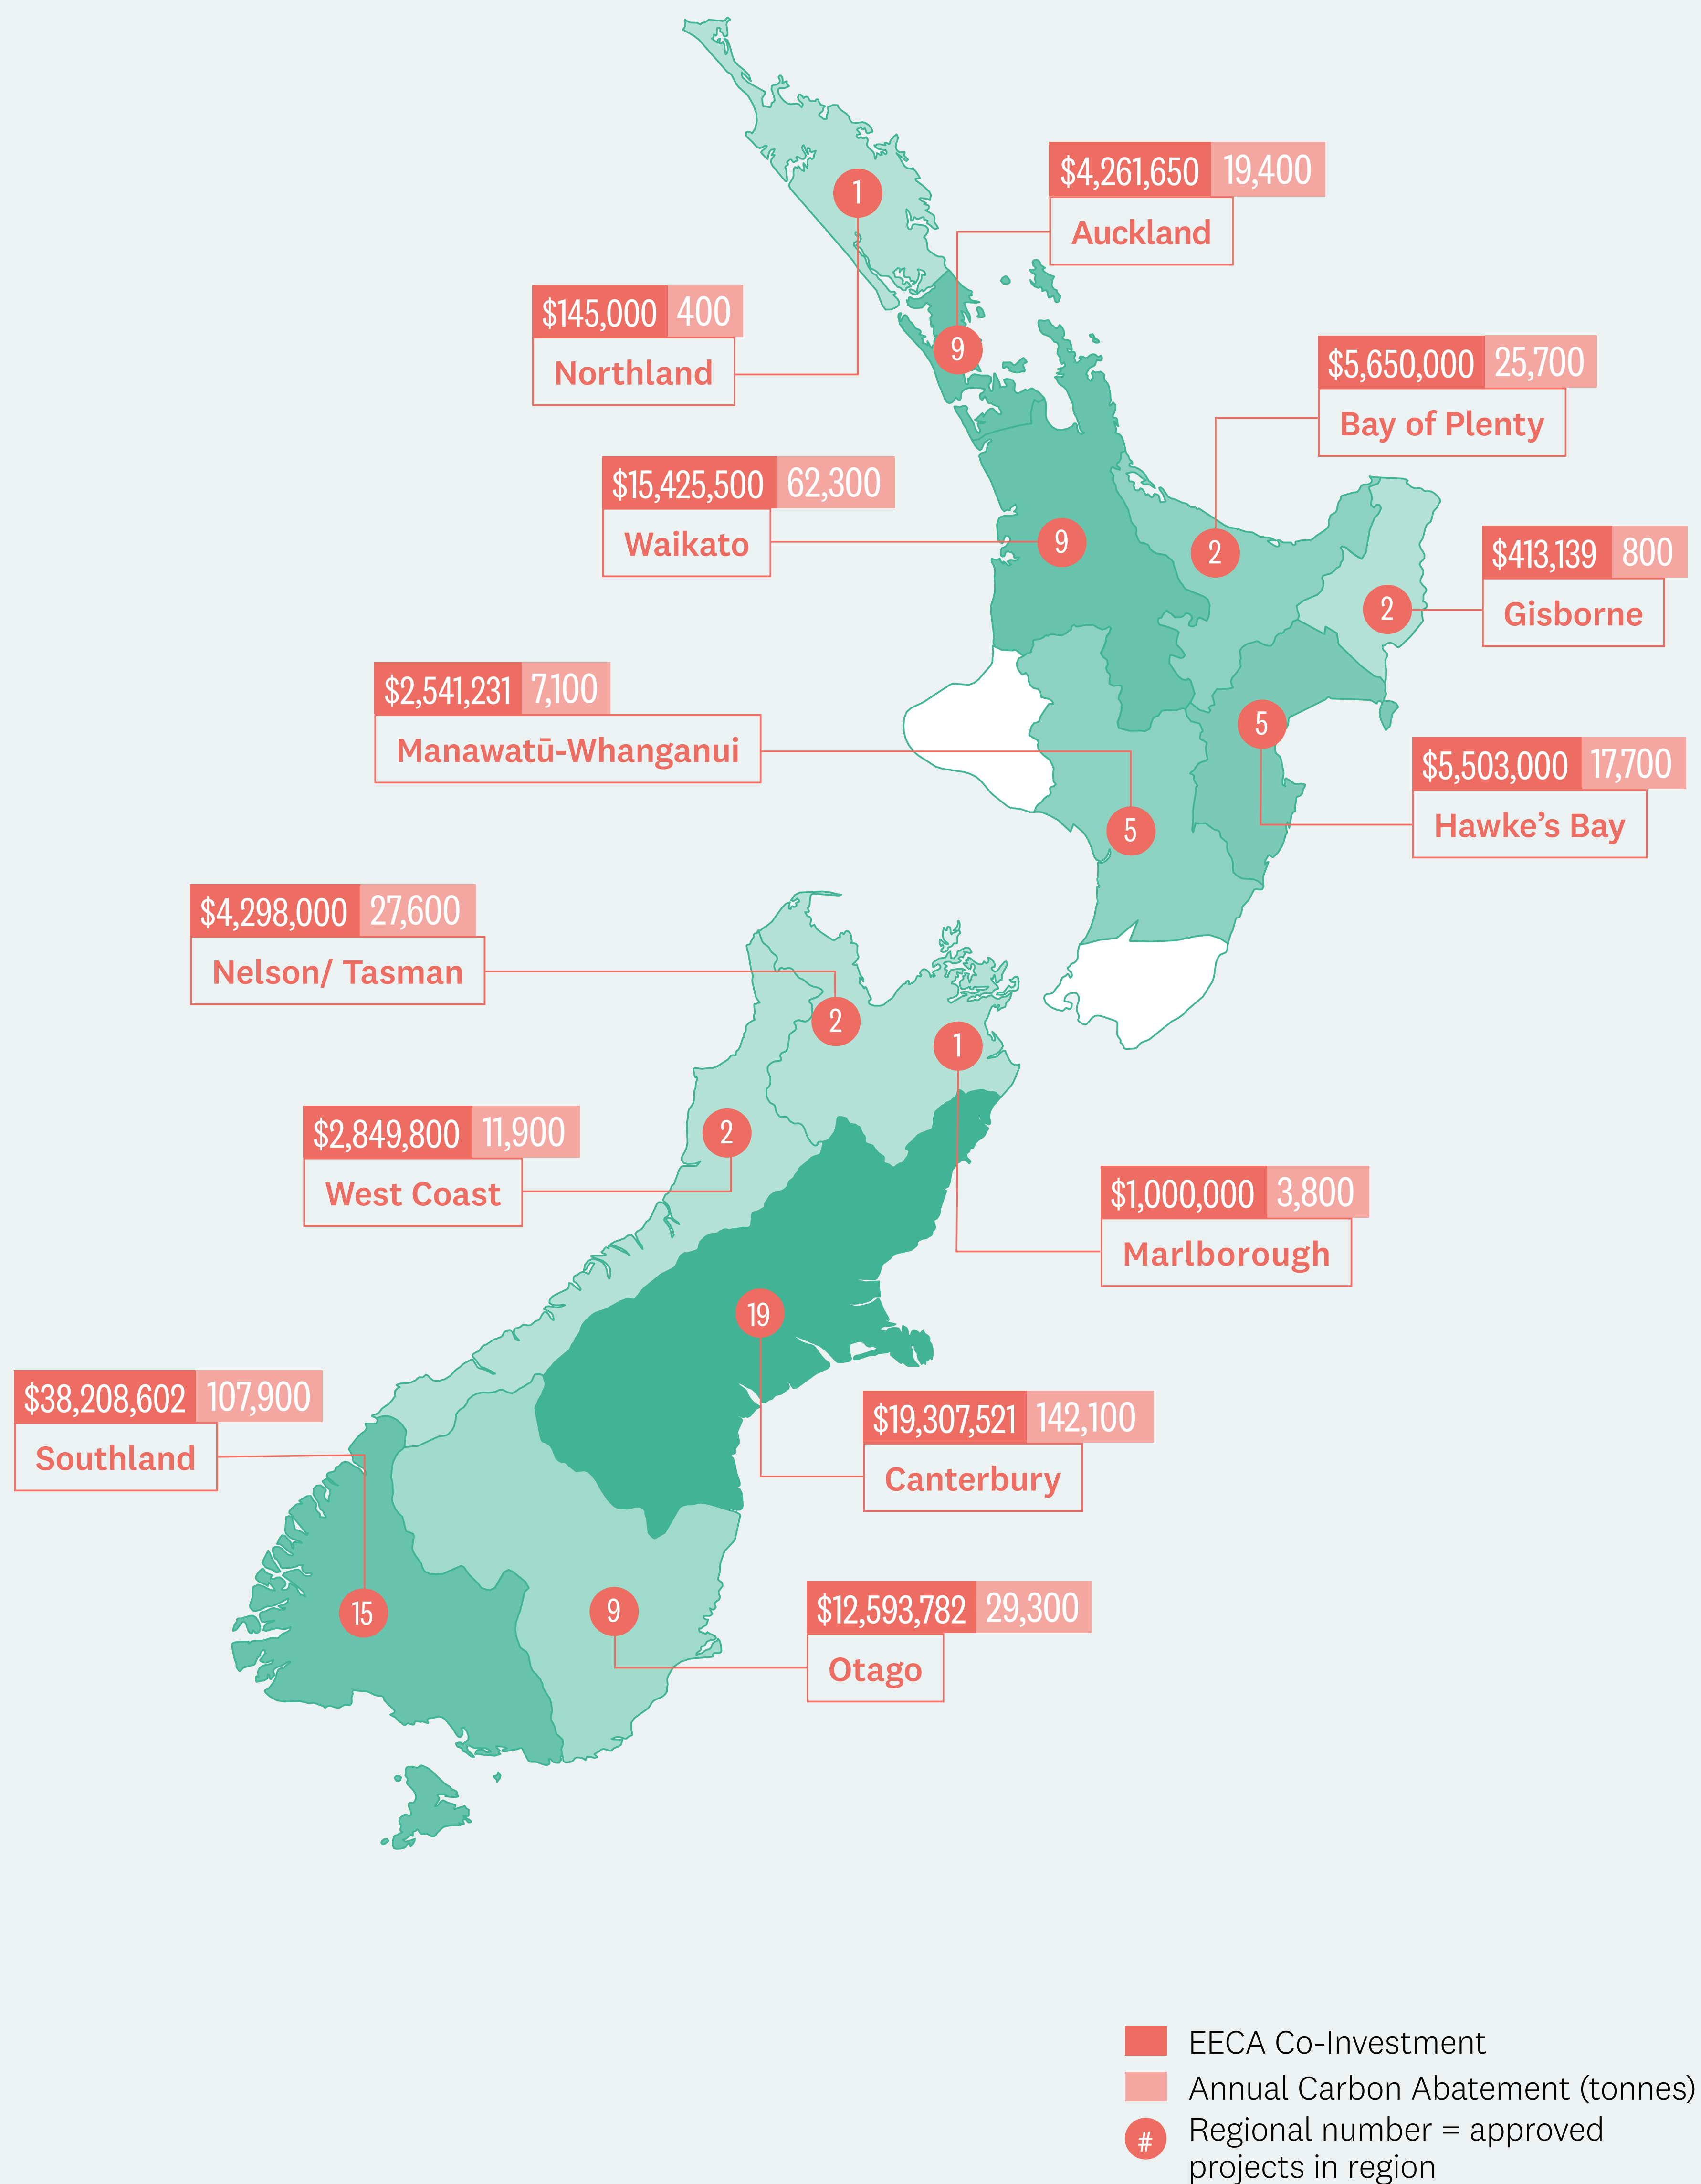 1
$4,261,650 19,400
Auckland
$145,000 400
Northland
9
$5,650,000 25,700
Bay of Plenty
$15,425,500 62,300
Waikato
9
2
$413,139 800
Gisborne
2
$2,541,231 7,100
Manawatū-Whanganui
5
$5,503,000 17,700
Hawke’s Bay
5
$4,298,000 27,600
Nelson/ Tasman
2
1
$2,849,800 11,900
West Coast
2
$1,000,000 3,800
Marlborough
19
$38,208,602 107,900
Southland
$19,307,521 142,100
Canterbury
15
9
$12,593,782 29,300
Otago
EECA Co-Investment
Annual Carbon Abatement (tonnes)
# Regional number = approved
projects in region